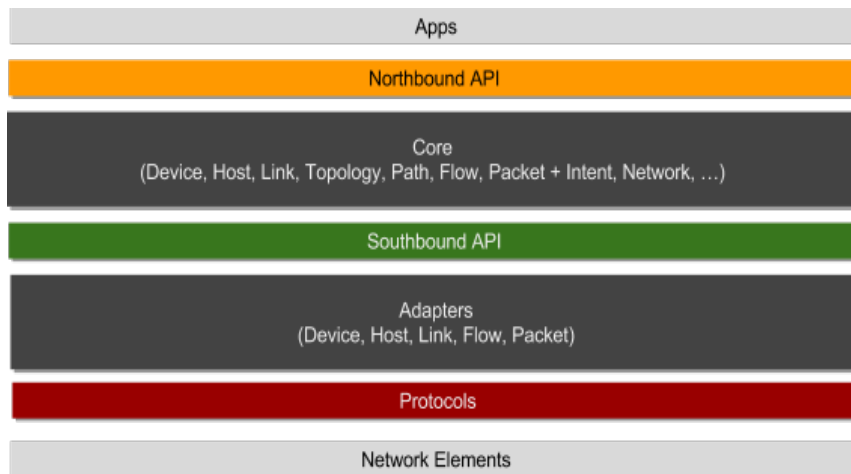 Apps
Northbound API
Core
(Device, Host, Link, Topology, Path, Flow, Packet + Intent, Network, …)
Southbound API
Adapters
(Device, Host, Link, Flow, Packet)
Protocols
Network Elements